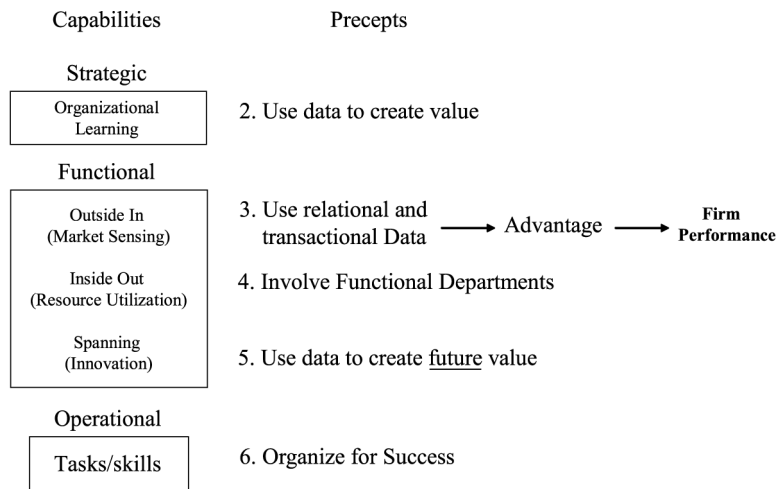 Capabilities
Precepts
Strategic
Organizational
Learning
2. Use data to create value
Functional
Outside In
(Market Sensing)
3. Use relational and
transactional Data
Advantage
Firm
Performance
Inside Out
(Resource Utilization)
4. Involve Functional Departments
Spanning
(Innovation)
5. Use data to create future value
Operational
Tasks/skills
6. Organize for Success